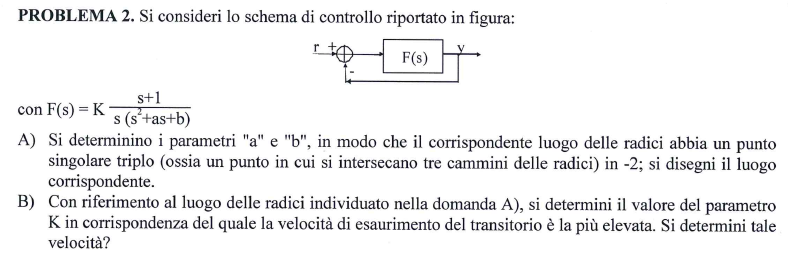 PROBLEMA 2. Si consideri lo schema di controllo riportato in figura:
r + F(s) y
-
con F(s) = K (s+1) / (s (s²+as+b))
A) Si determinino i parametri "a" e "b", in modo che il corrispondente luogo delle radici abbia un punto
singolare triplo (ossia un punto in cui si intersecano tre cammini delle radici) in -2; si disegni il luogo
corrispondente.
B) Con riferimento al luogo delle radici individuato nella domanda A), si determini il valore del parametro
K in corrispondenza del quale la velocità di esaurimento del transitorio è la più elevata. Si determini tale
velocità?